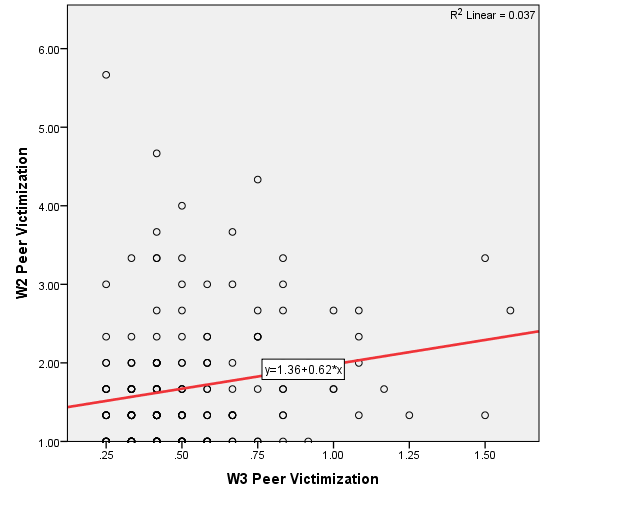 R2 Linear = 0.037
6.00
5.00
4.00
3.00
2.00
1.00
W2 Peer Victimization
y=1.36+0.62*x
.25 .50 .75 1.00 1.25 1.50
W3 Peer Victimization